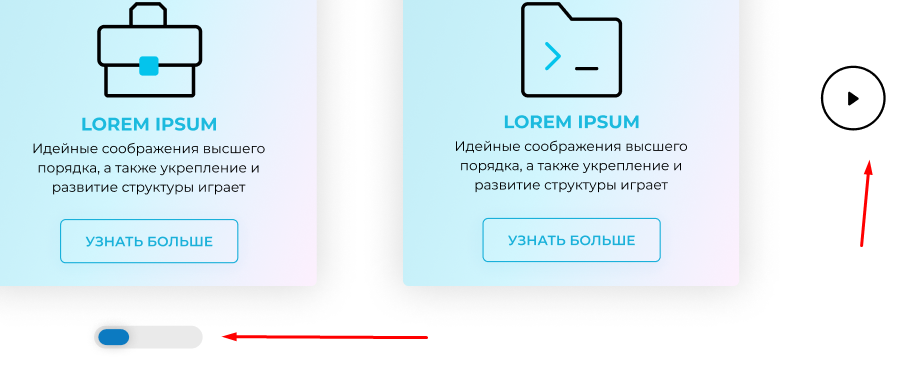 LOREM IPSUM
Идейные соображения высшего
порядка, а также укрепление и
развитие структуры играет
УЗНАТЬ БОЛЬШЕ
LOREM IPSUM
Идейные соображения высшего
порядка, а также укрепление и
развитие структуры играет
УЗНАТЬ БОЛЬШЕ